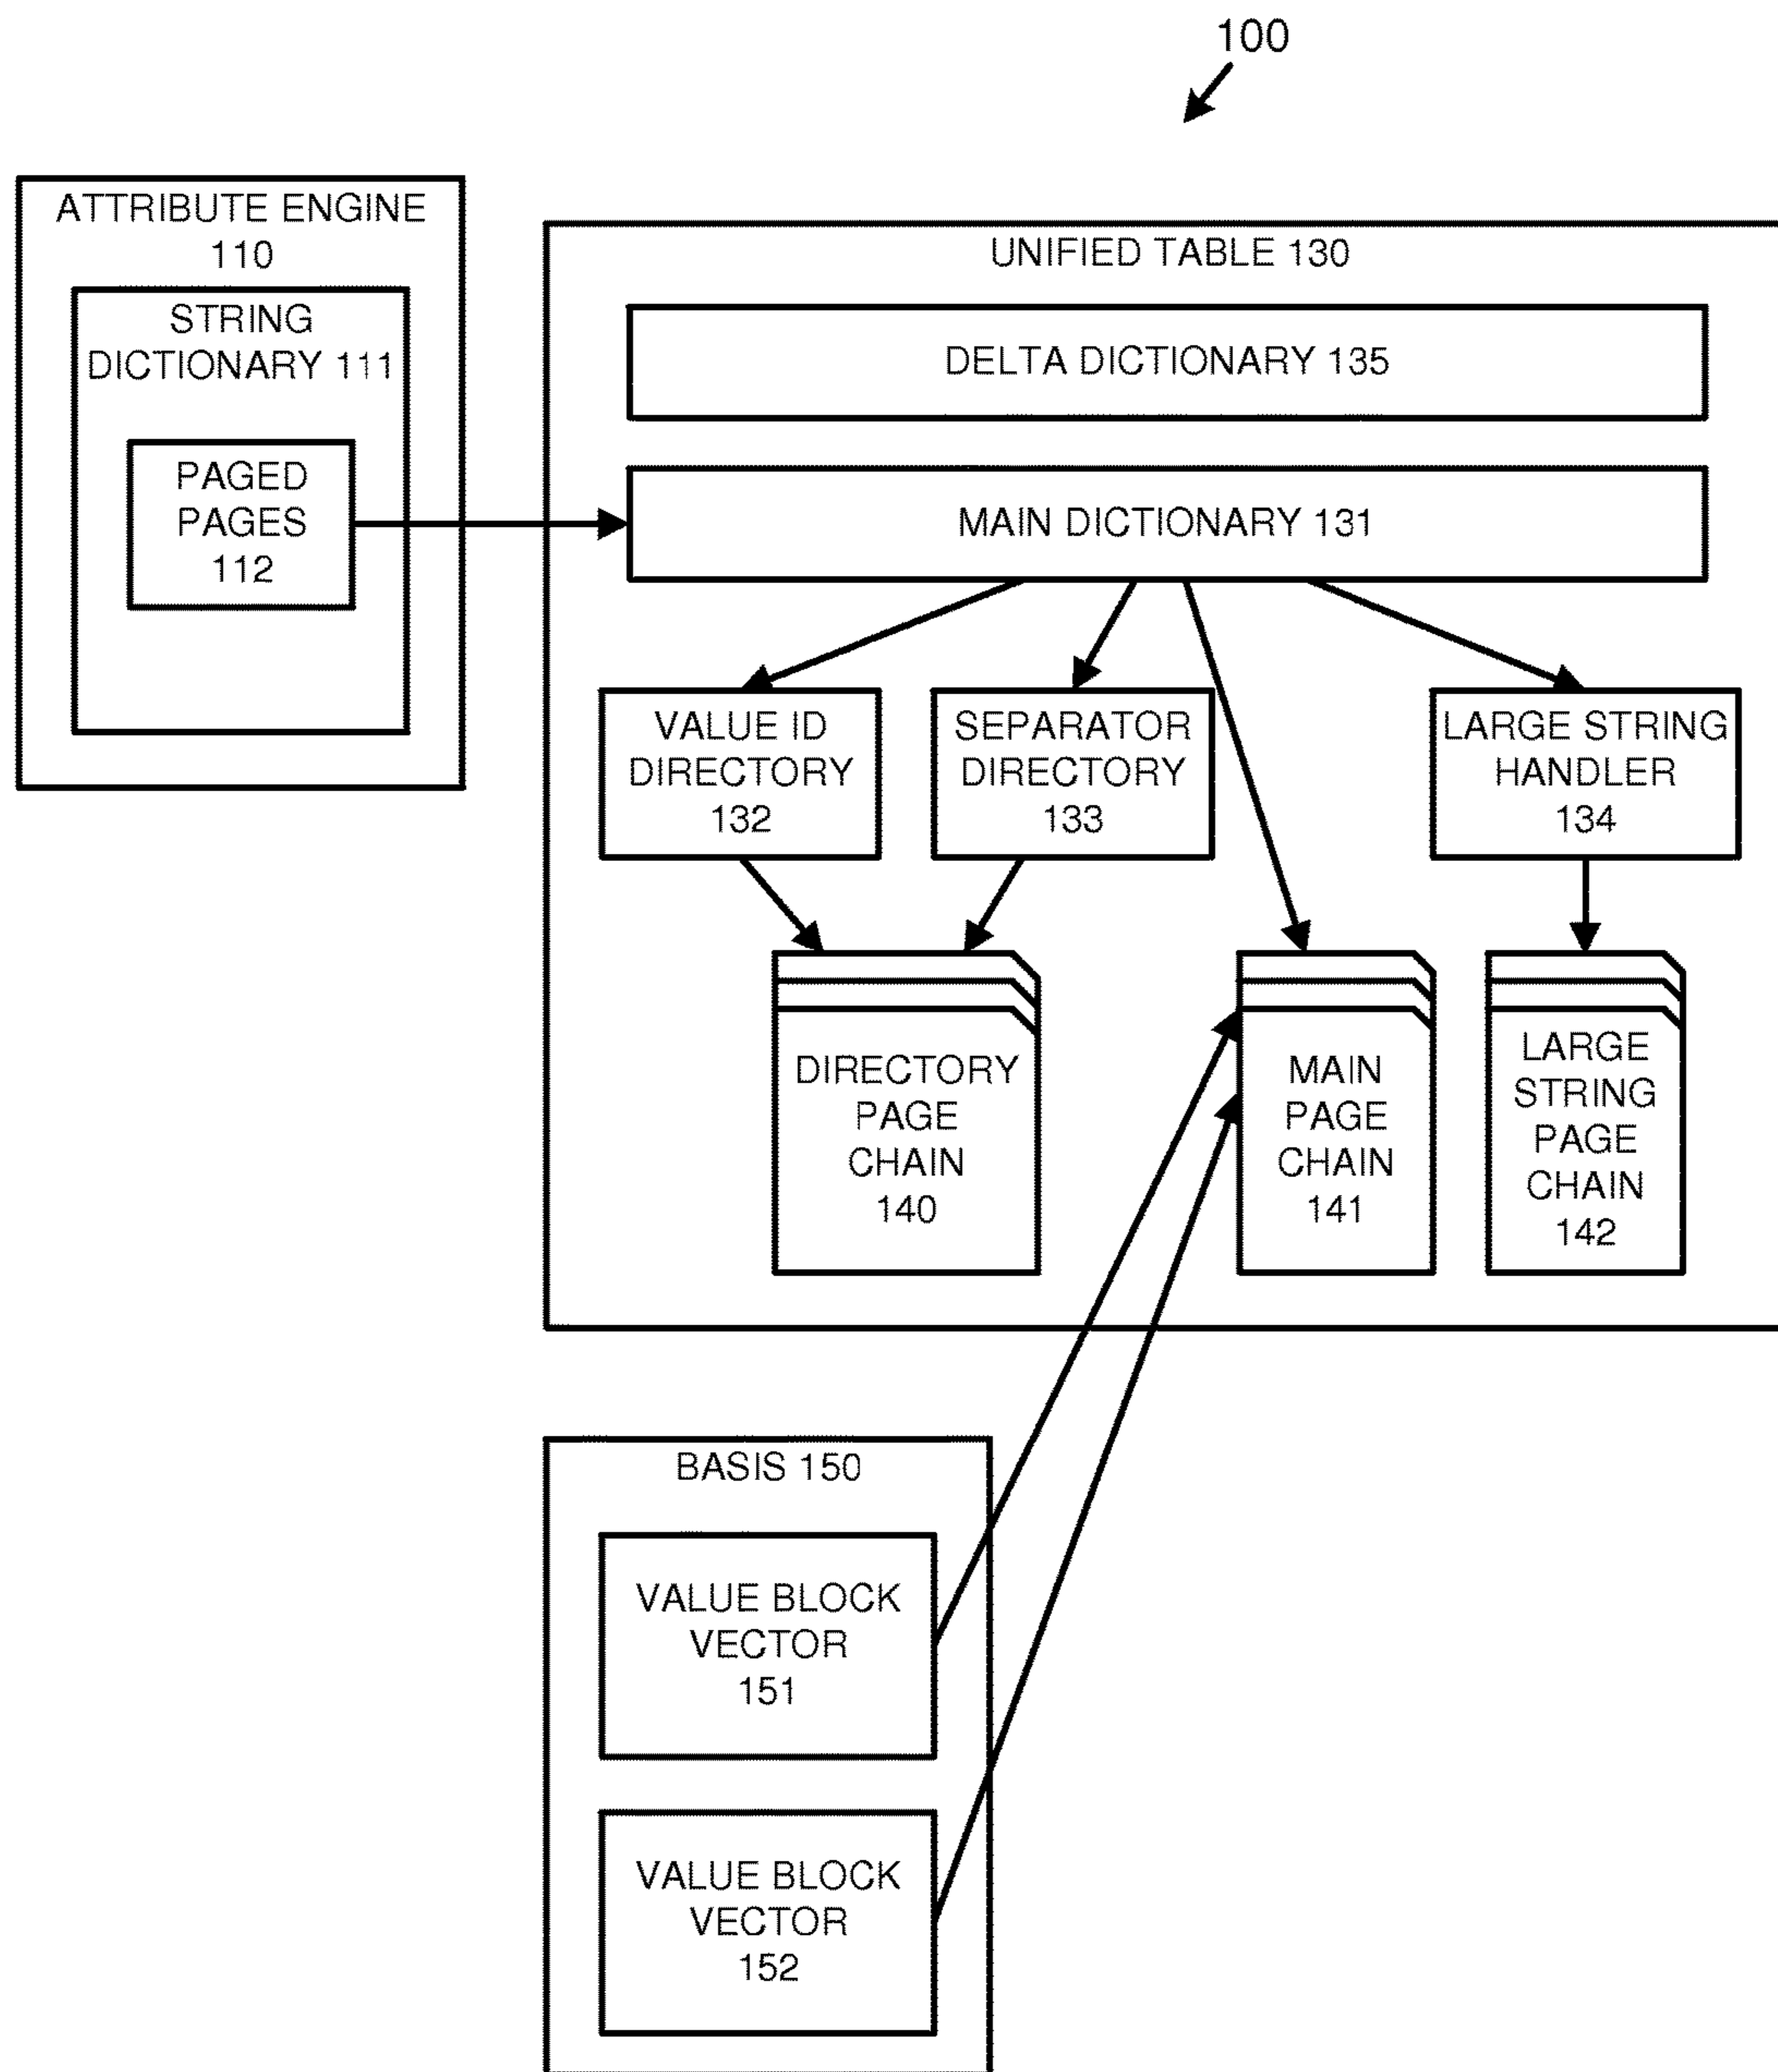 100
ATTRIBUTE ENGINE
110
STRING
DICTIONARY 111
PAGED
PAGES
112
UNIFIED TABLE 130
DELTA DICTIONARY 135
MAIN DICTIONARY 131
VALUE ID
DIRECTORY
132
SEPARATOR
DIRECTORY
133
LARGE STRING
HANDLER
134
DIRECTORY
PAGE
CHAIN
140
MAIN
PAGE
CHAIN
141
LARGE
STRING
PAGE
CHAIN
142
BASIS 150
VALUE BLOCK
VECTOR
151
VALUE BLOCK
VECTOR
152